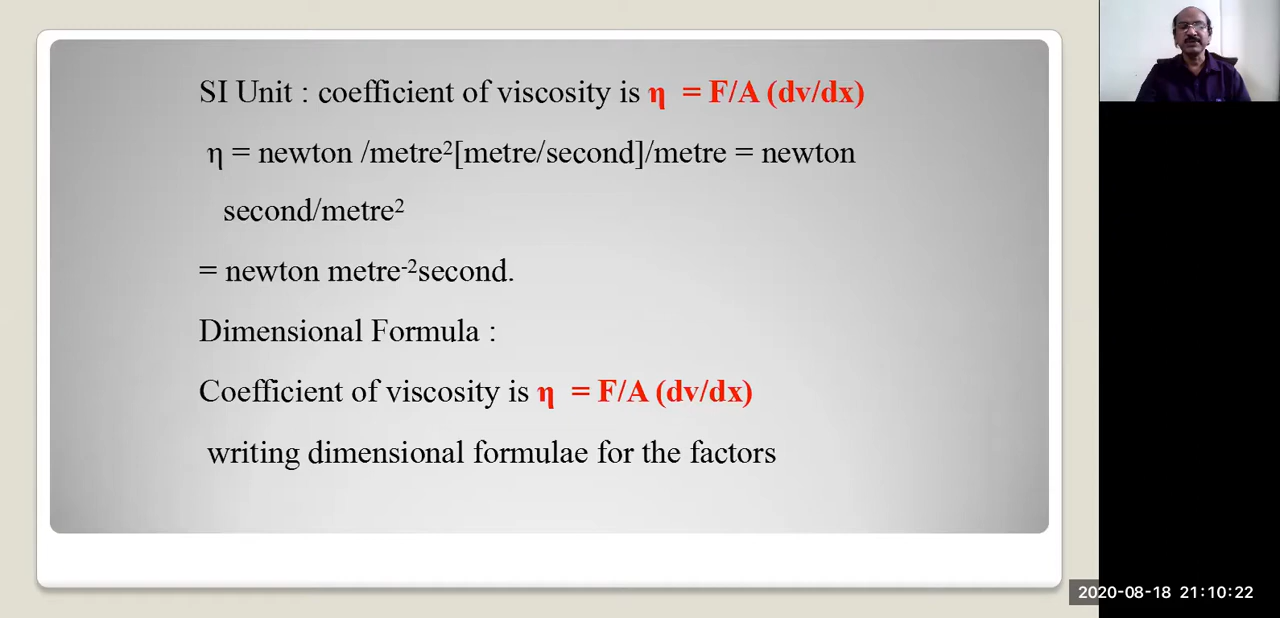 SI Unit : coefficient of viscosity is η = F/A (dv/dx)
η = newton /metre²[metre/second]/metre = newton
second/metre²
= newton metre⁻²second.
Dimensional Formula :
Coefficient of viscosity is η = F/A (dv/dx)
writing dimensional formulae for the factors
2020-08-18 21:10:22